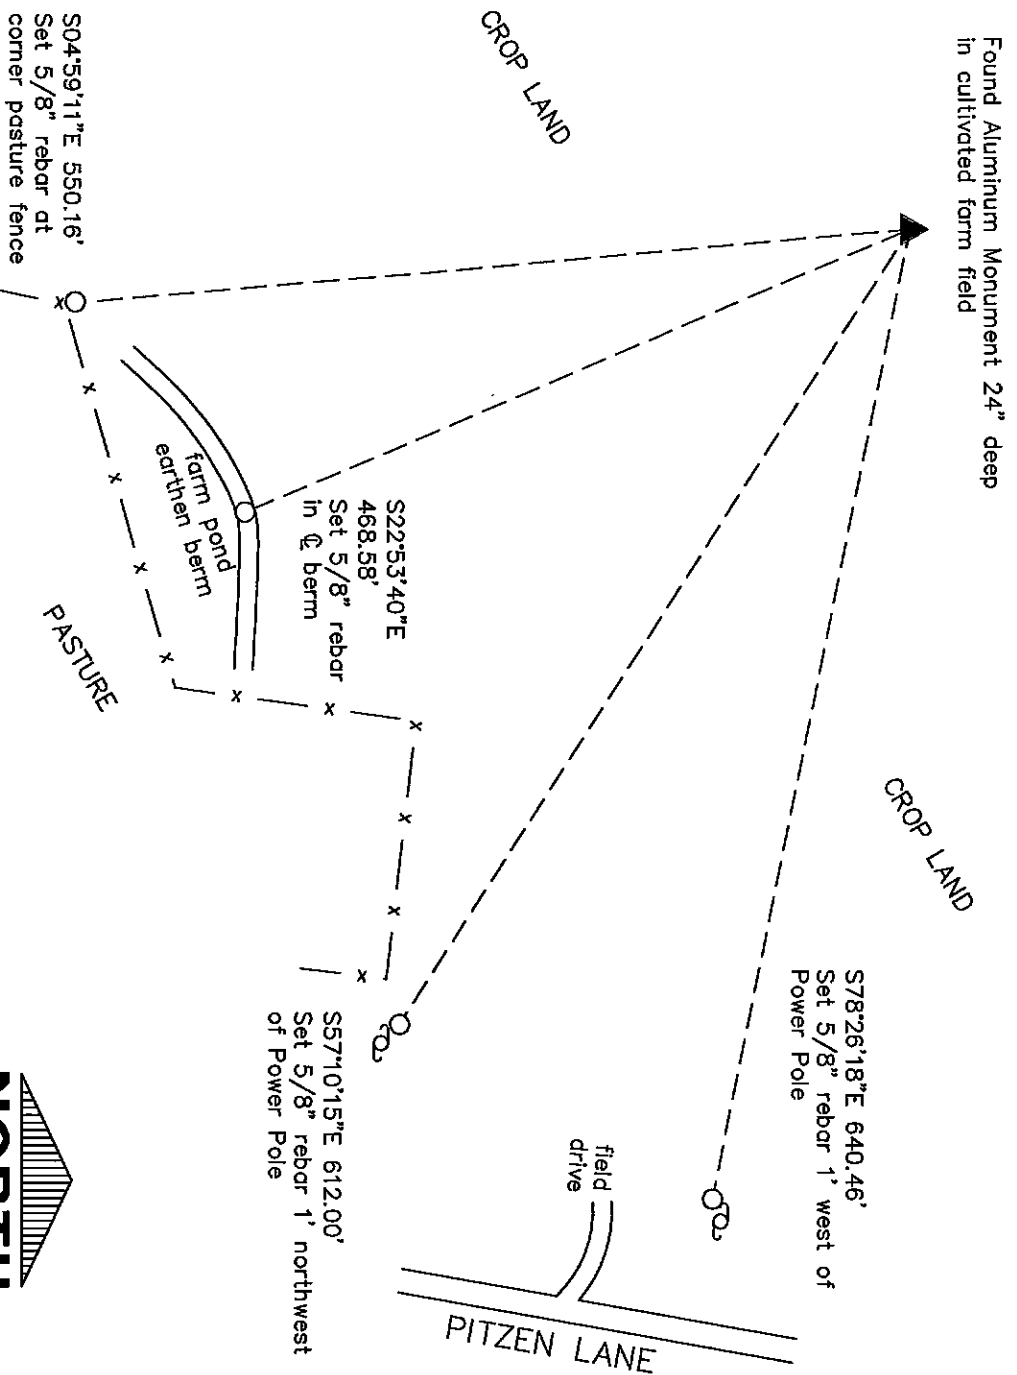 Found Aluminum Monument 24" deep
in cultivated farm field
CROP LAND
CROP LAND
S78°26'18"E 640.46'
Set 5/8" rebar 1' west of
Power Pole
S22°53'40"E
468.58'
Set 5/8" rebar
in ℄ berm
field
drive
S57°10'15"E 612.00'
Set 5/8" rebar 1' northwest
of Power Pole
PITZEN LANE
farm pond
earthen berm
PASTURE
S04°59'11"E 550.16'
Set 5/8" rebar at
corner pasture fence
NORTH